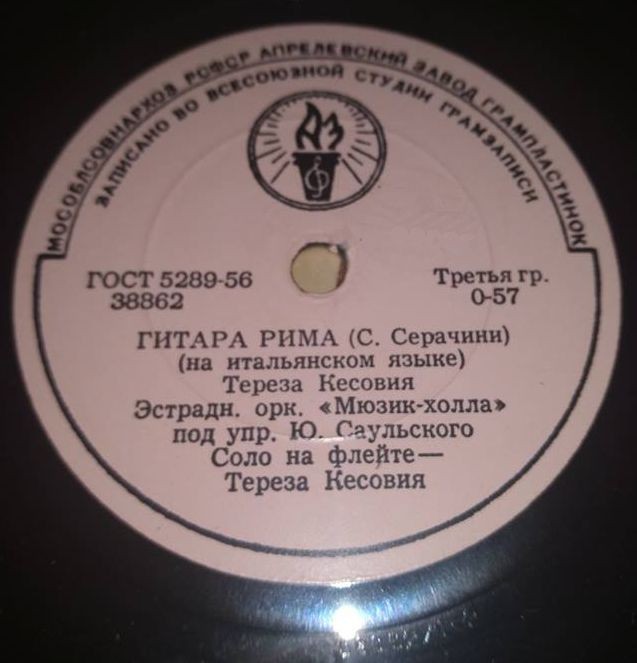 МОСОБЛСОВНАРХОЗ РСФСР АПРЕЛЕВСКИЙ ЗАВОД ГРАМПЛАСТИНОК
ЗАПИСАНО ВО ВСЕСОЮЗНОЙ СТУДИИ ГРАМЗАПИСИ
АЗ
ГОСТ 5289-56
38862
Третья гр.
0-57
ГИТАРА РИМА (С. Серачини)
(на итальянском языке)
Тереза Кесовия
Эстрадн. орк. «Мюзик-холла»
под упр. Ю. Саульского
Соло на флейте—
Тереза Кесовия